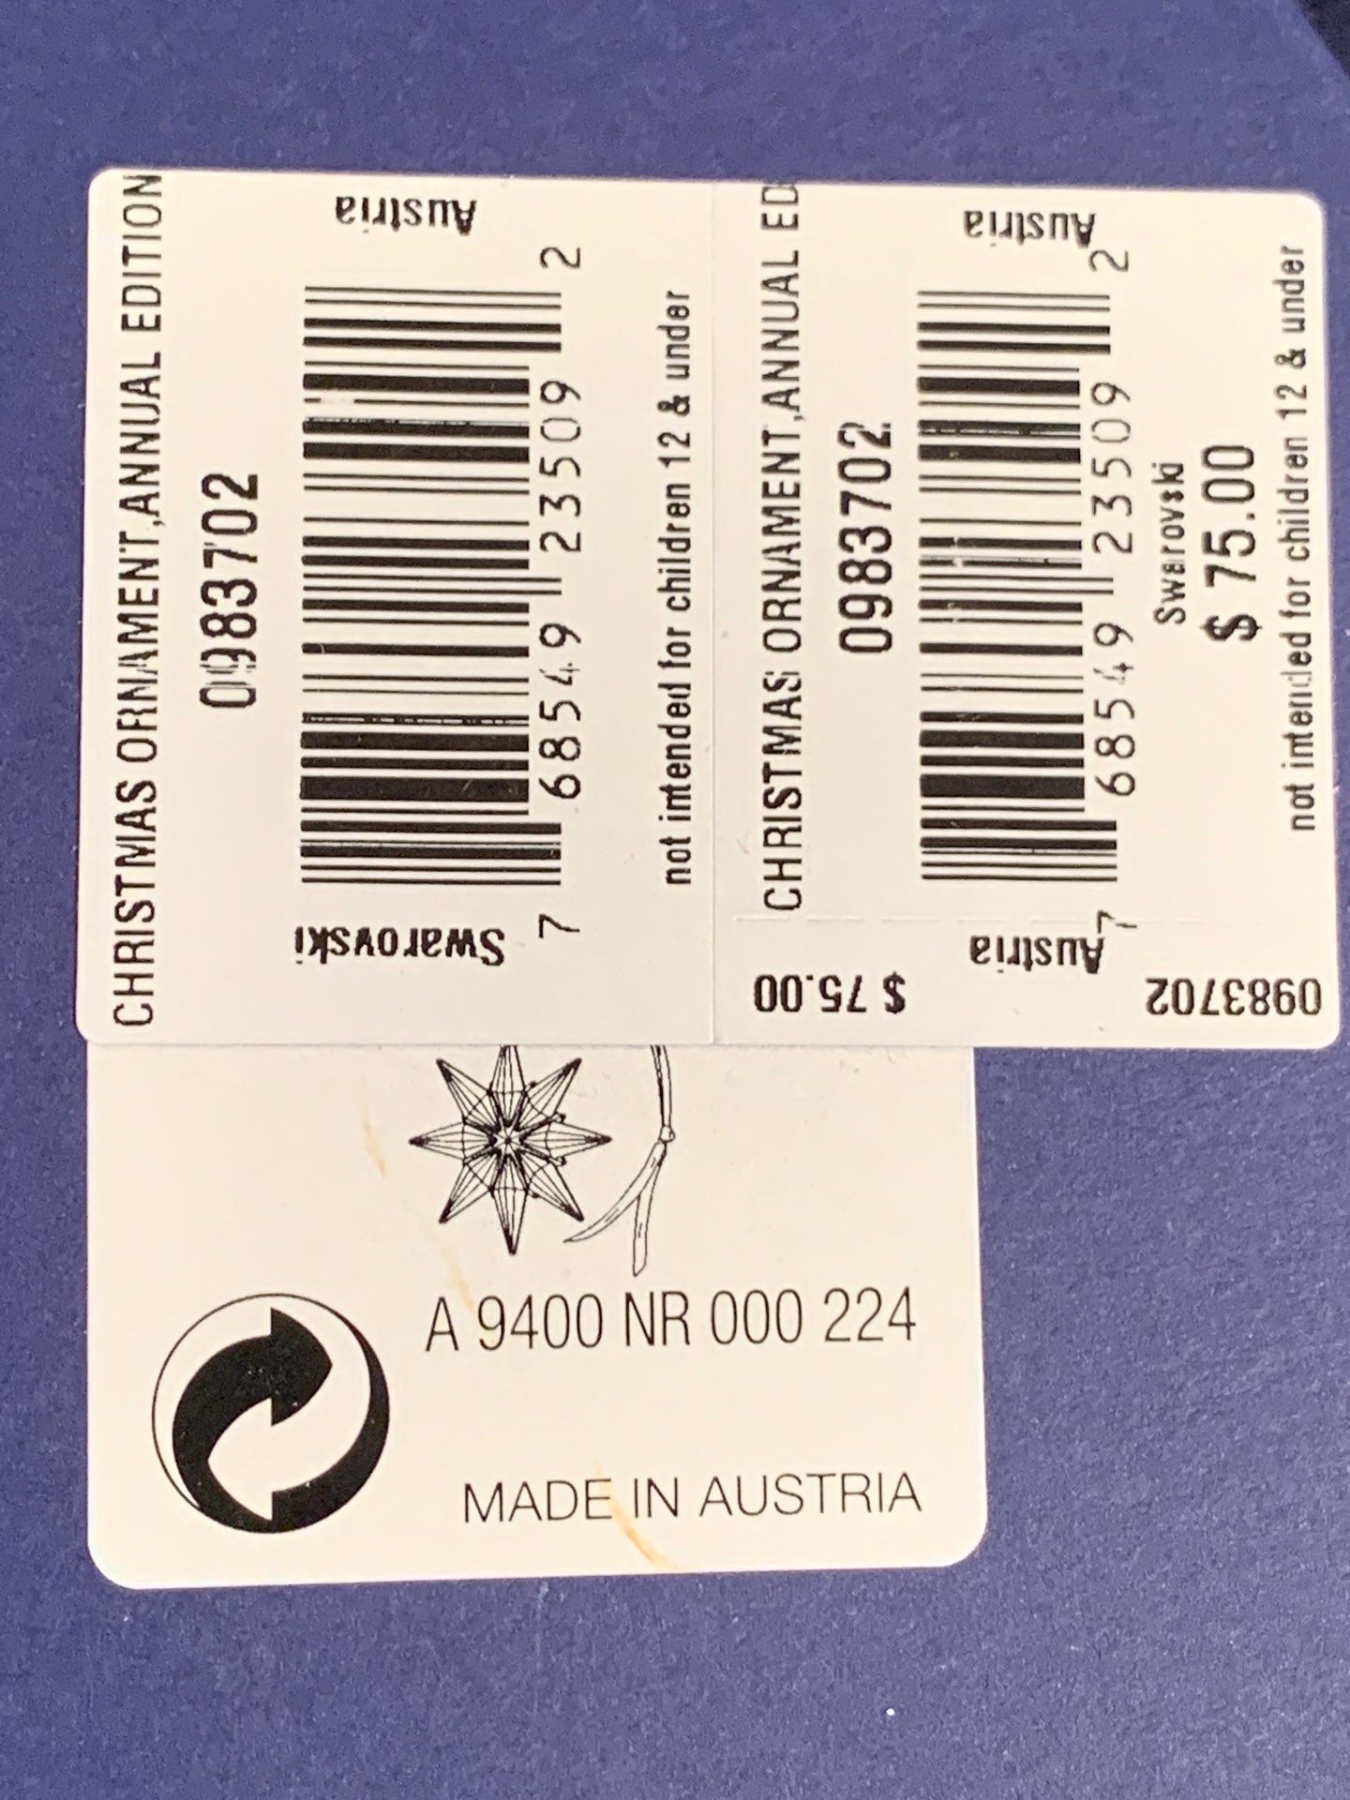 CHRISTMAS ORNAMENT,ANNUAL EDITION
0983702
Austria
7 68549 23509 2
Swarovski
not intended for children 12 & under
CHRISTMAS ORNAMENT,ANNUAL ED
0983702
Austria
7 68549 23509 2
Swarovski
$ 75.00
not intended for children 12 & under
$ 75.00
Austria
0983702
A 9400 NR 000 224
MADE IN AUSTRIA